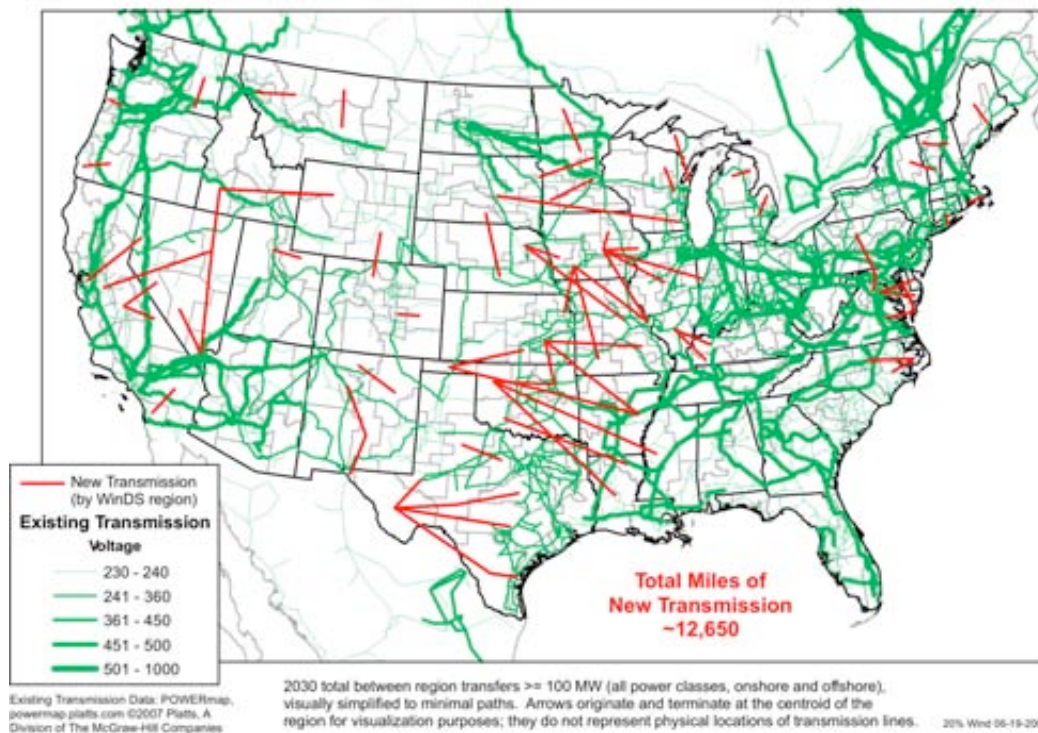 New Transmission
(by WinDS region)
Existing Transmission
Voltage
230 - 240
241 - 360
361 - 450
451 - 500
501 - 1000
Total Miles of
New Transmission
~12,650
Existing Transmission Data: POWERmap,
powermap.platts.com ©2007 Platts, A
Division of The McGraw-Hill Companies
2030 total between region transfers >= 100 MW (all power classes, onshore and offshore),
visually simplified to minimal paths. Arrows originate and terminate at the centroid of the
region for visualization purposes; they do not represent physical locations of transmission lines.
20% Wind 06-19-200